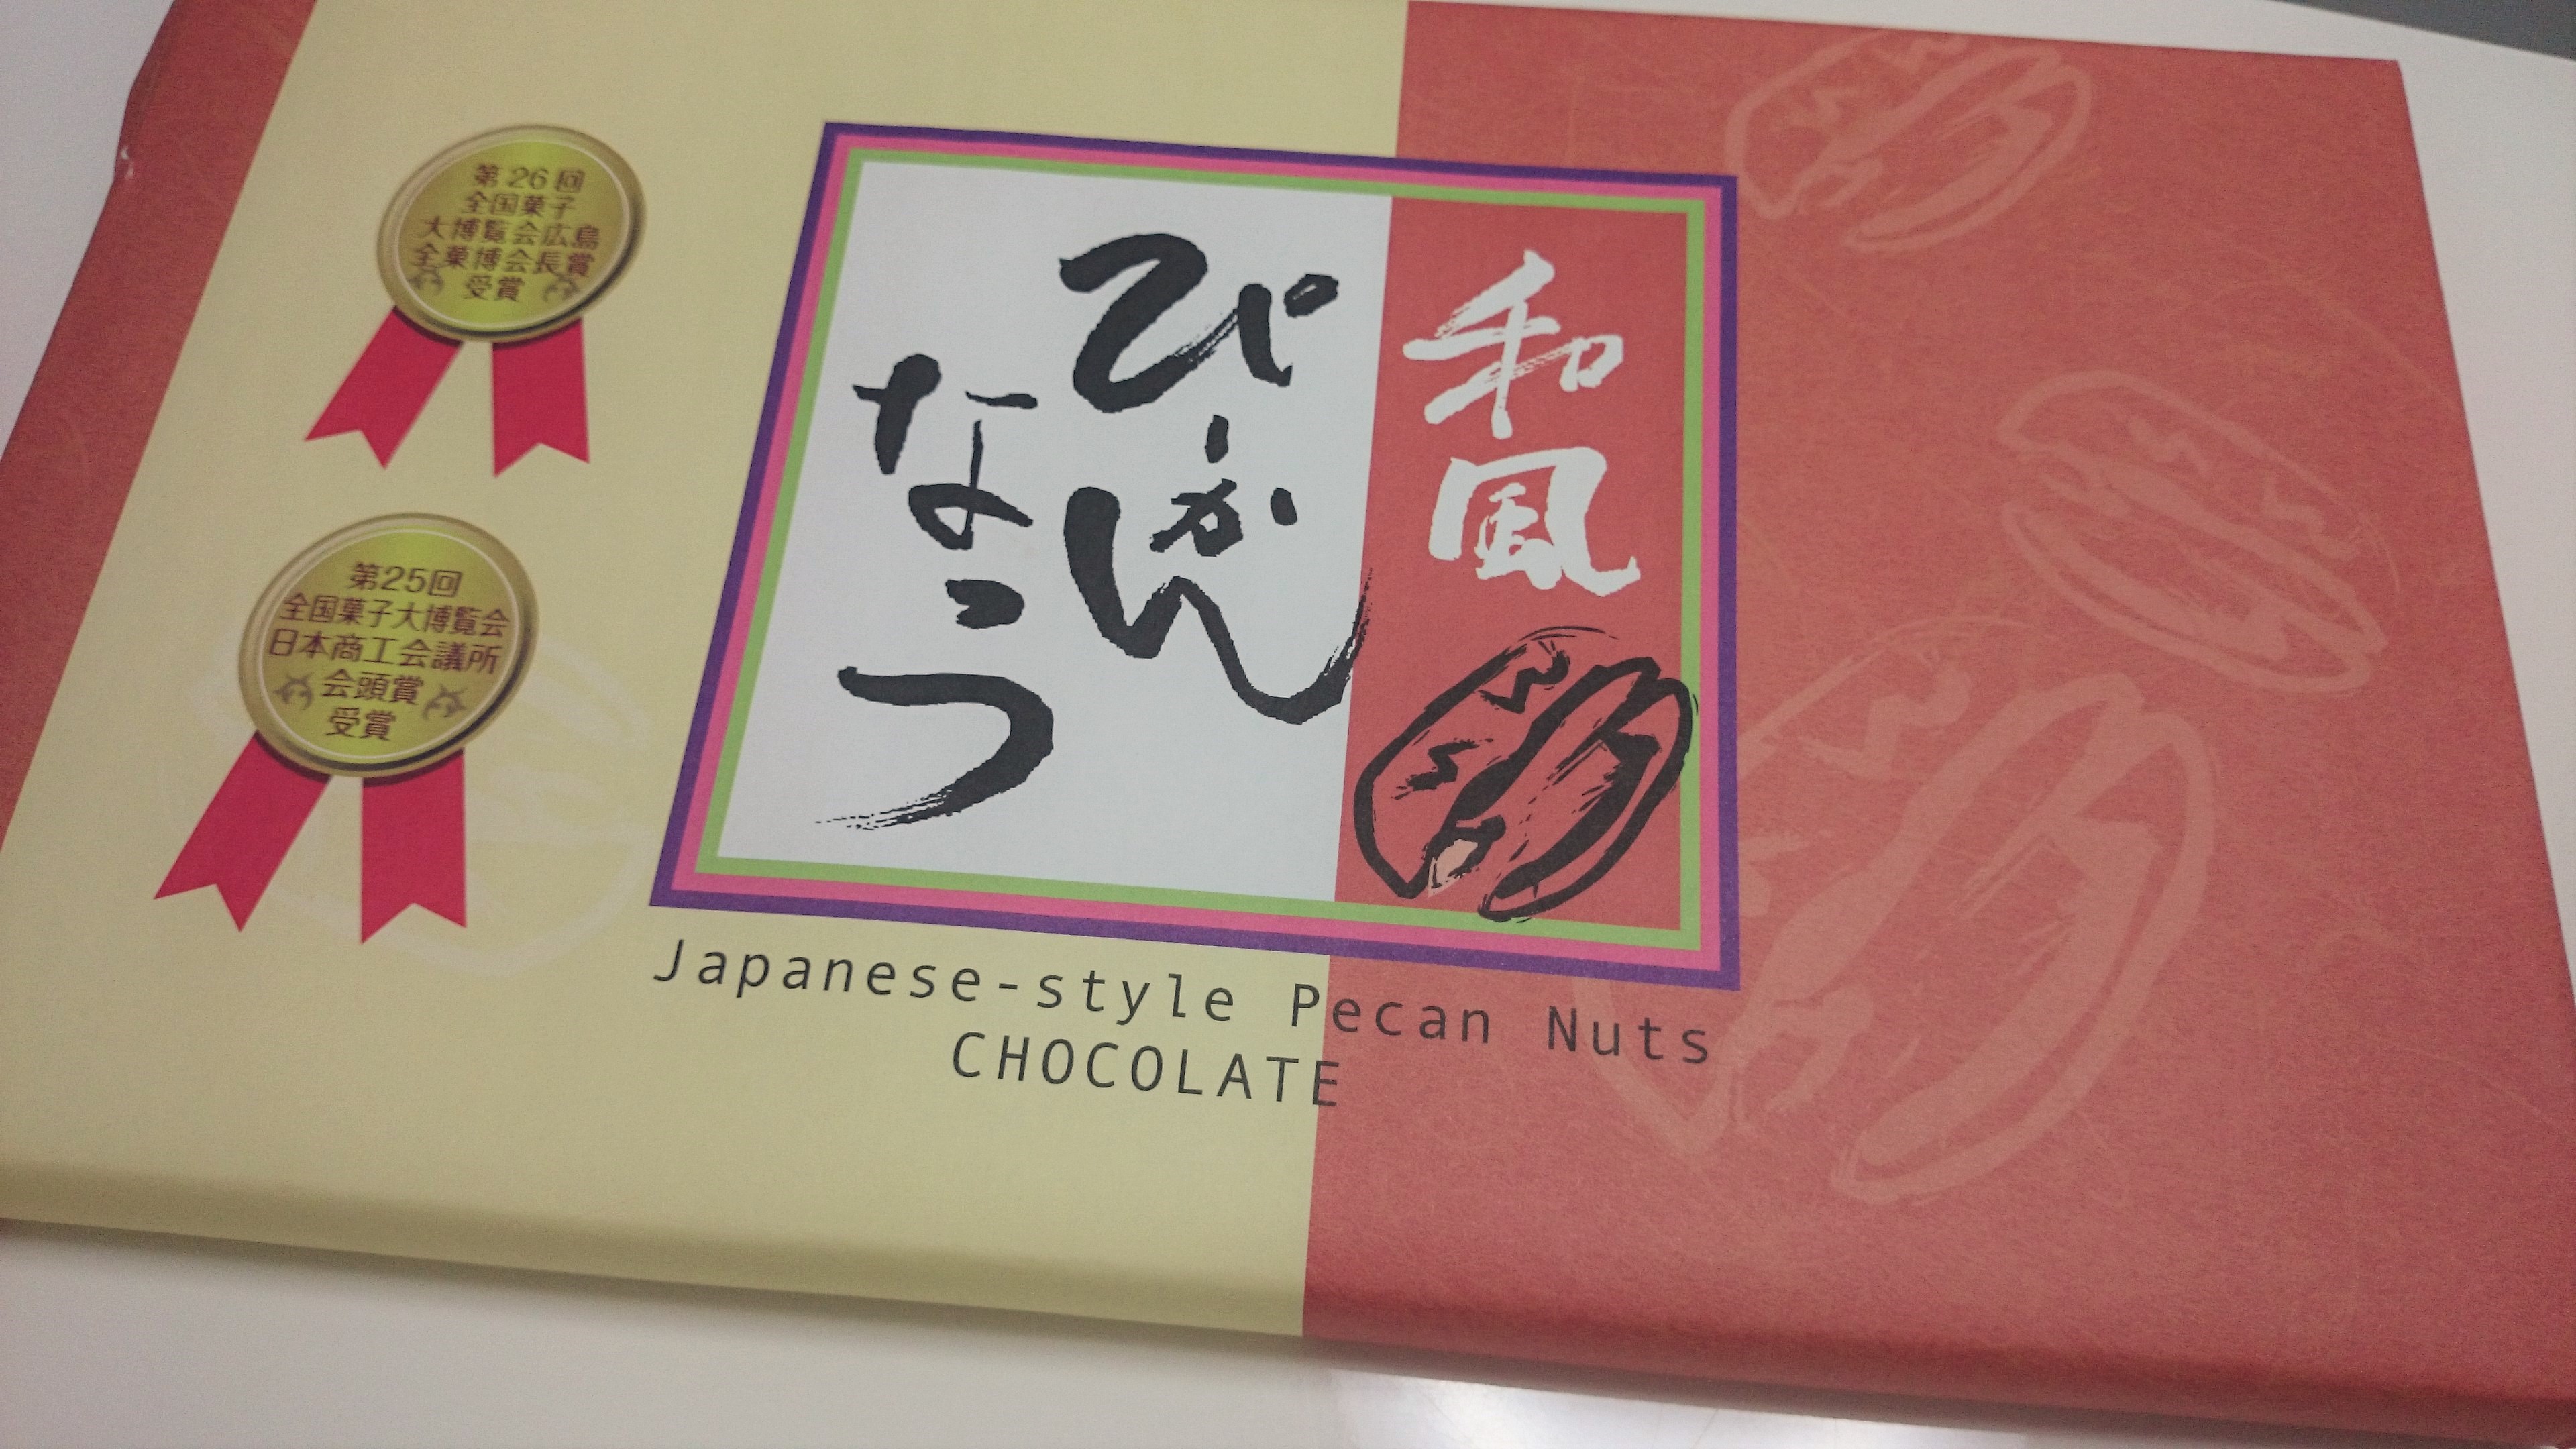 第26回
全国菓子
大博覧会広島
全菓博会長賞
受賞
第25回
全国菓子大博覧会
日本商工会議所
会頭賞
受賞
和風
ぴーかん
なっつ
Japanese-style Pecan Nuts
CHOCOLATE